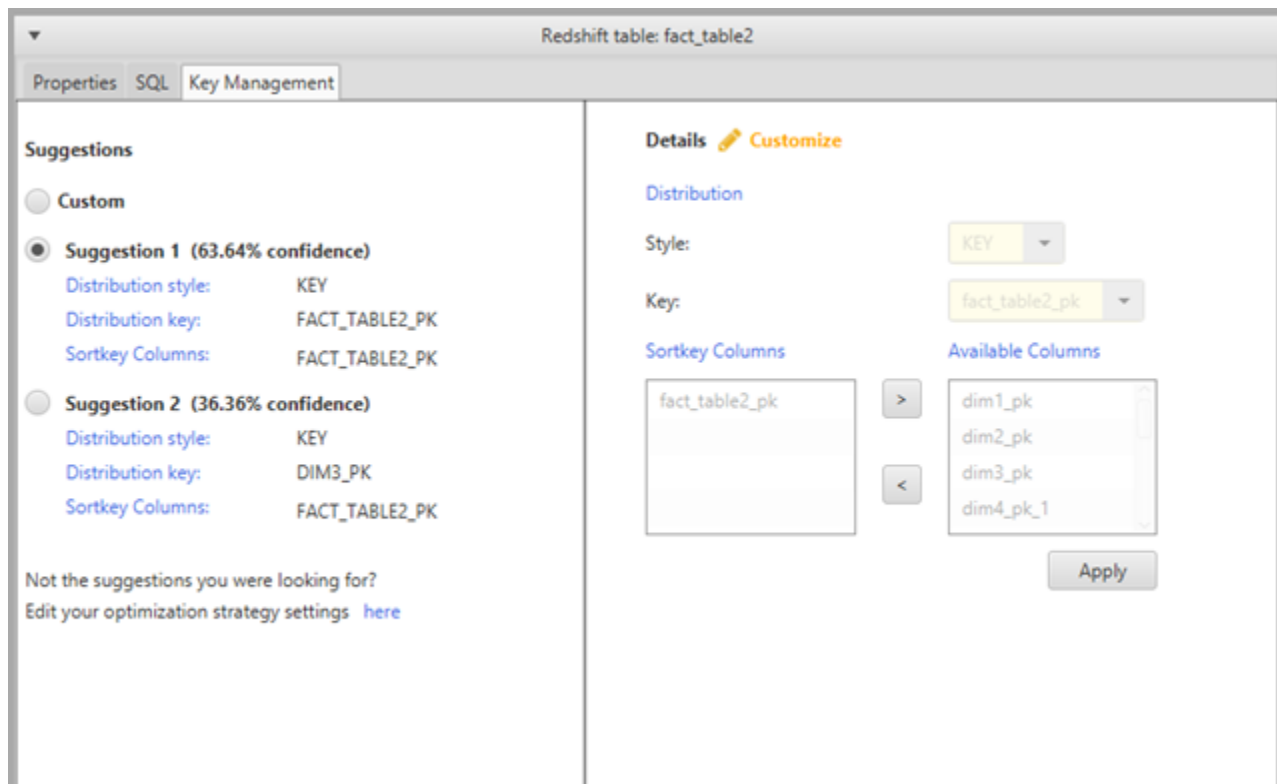 Redshift table: fact_table2
Properties SQL Key Management
Suggestions
Custom
Suggestion 1 (63.64% confidence)
Distribution style: KEY
Distribution key: FACT_TABLE2_PK
Sortkey Columns: FACT_TABLE2_PK
Suggestion 2 (36.36% confidence)
Distribution style: KEY
Distribution key: DIM3_PK
Sortkey Columns: FACT_TABLE2_PK
Not the suggestions you were looking for?
Edit your optimization strategy settings here
Details Customize
Distribution
Style: KEY
Key: fact_table2_pk
Sortkey Columns Available Columns
fact_table2_pk > dim1_pk
dim2_pk
dim3_pk
< dim4_pk_1
Apply